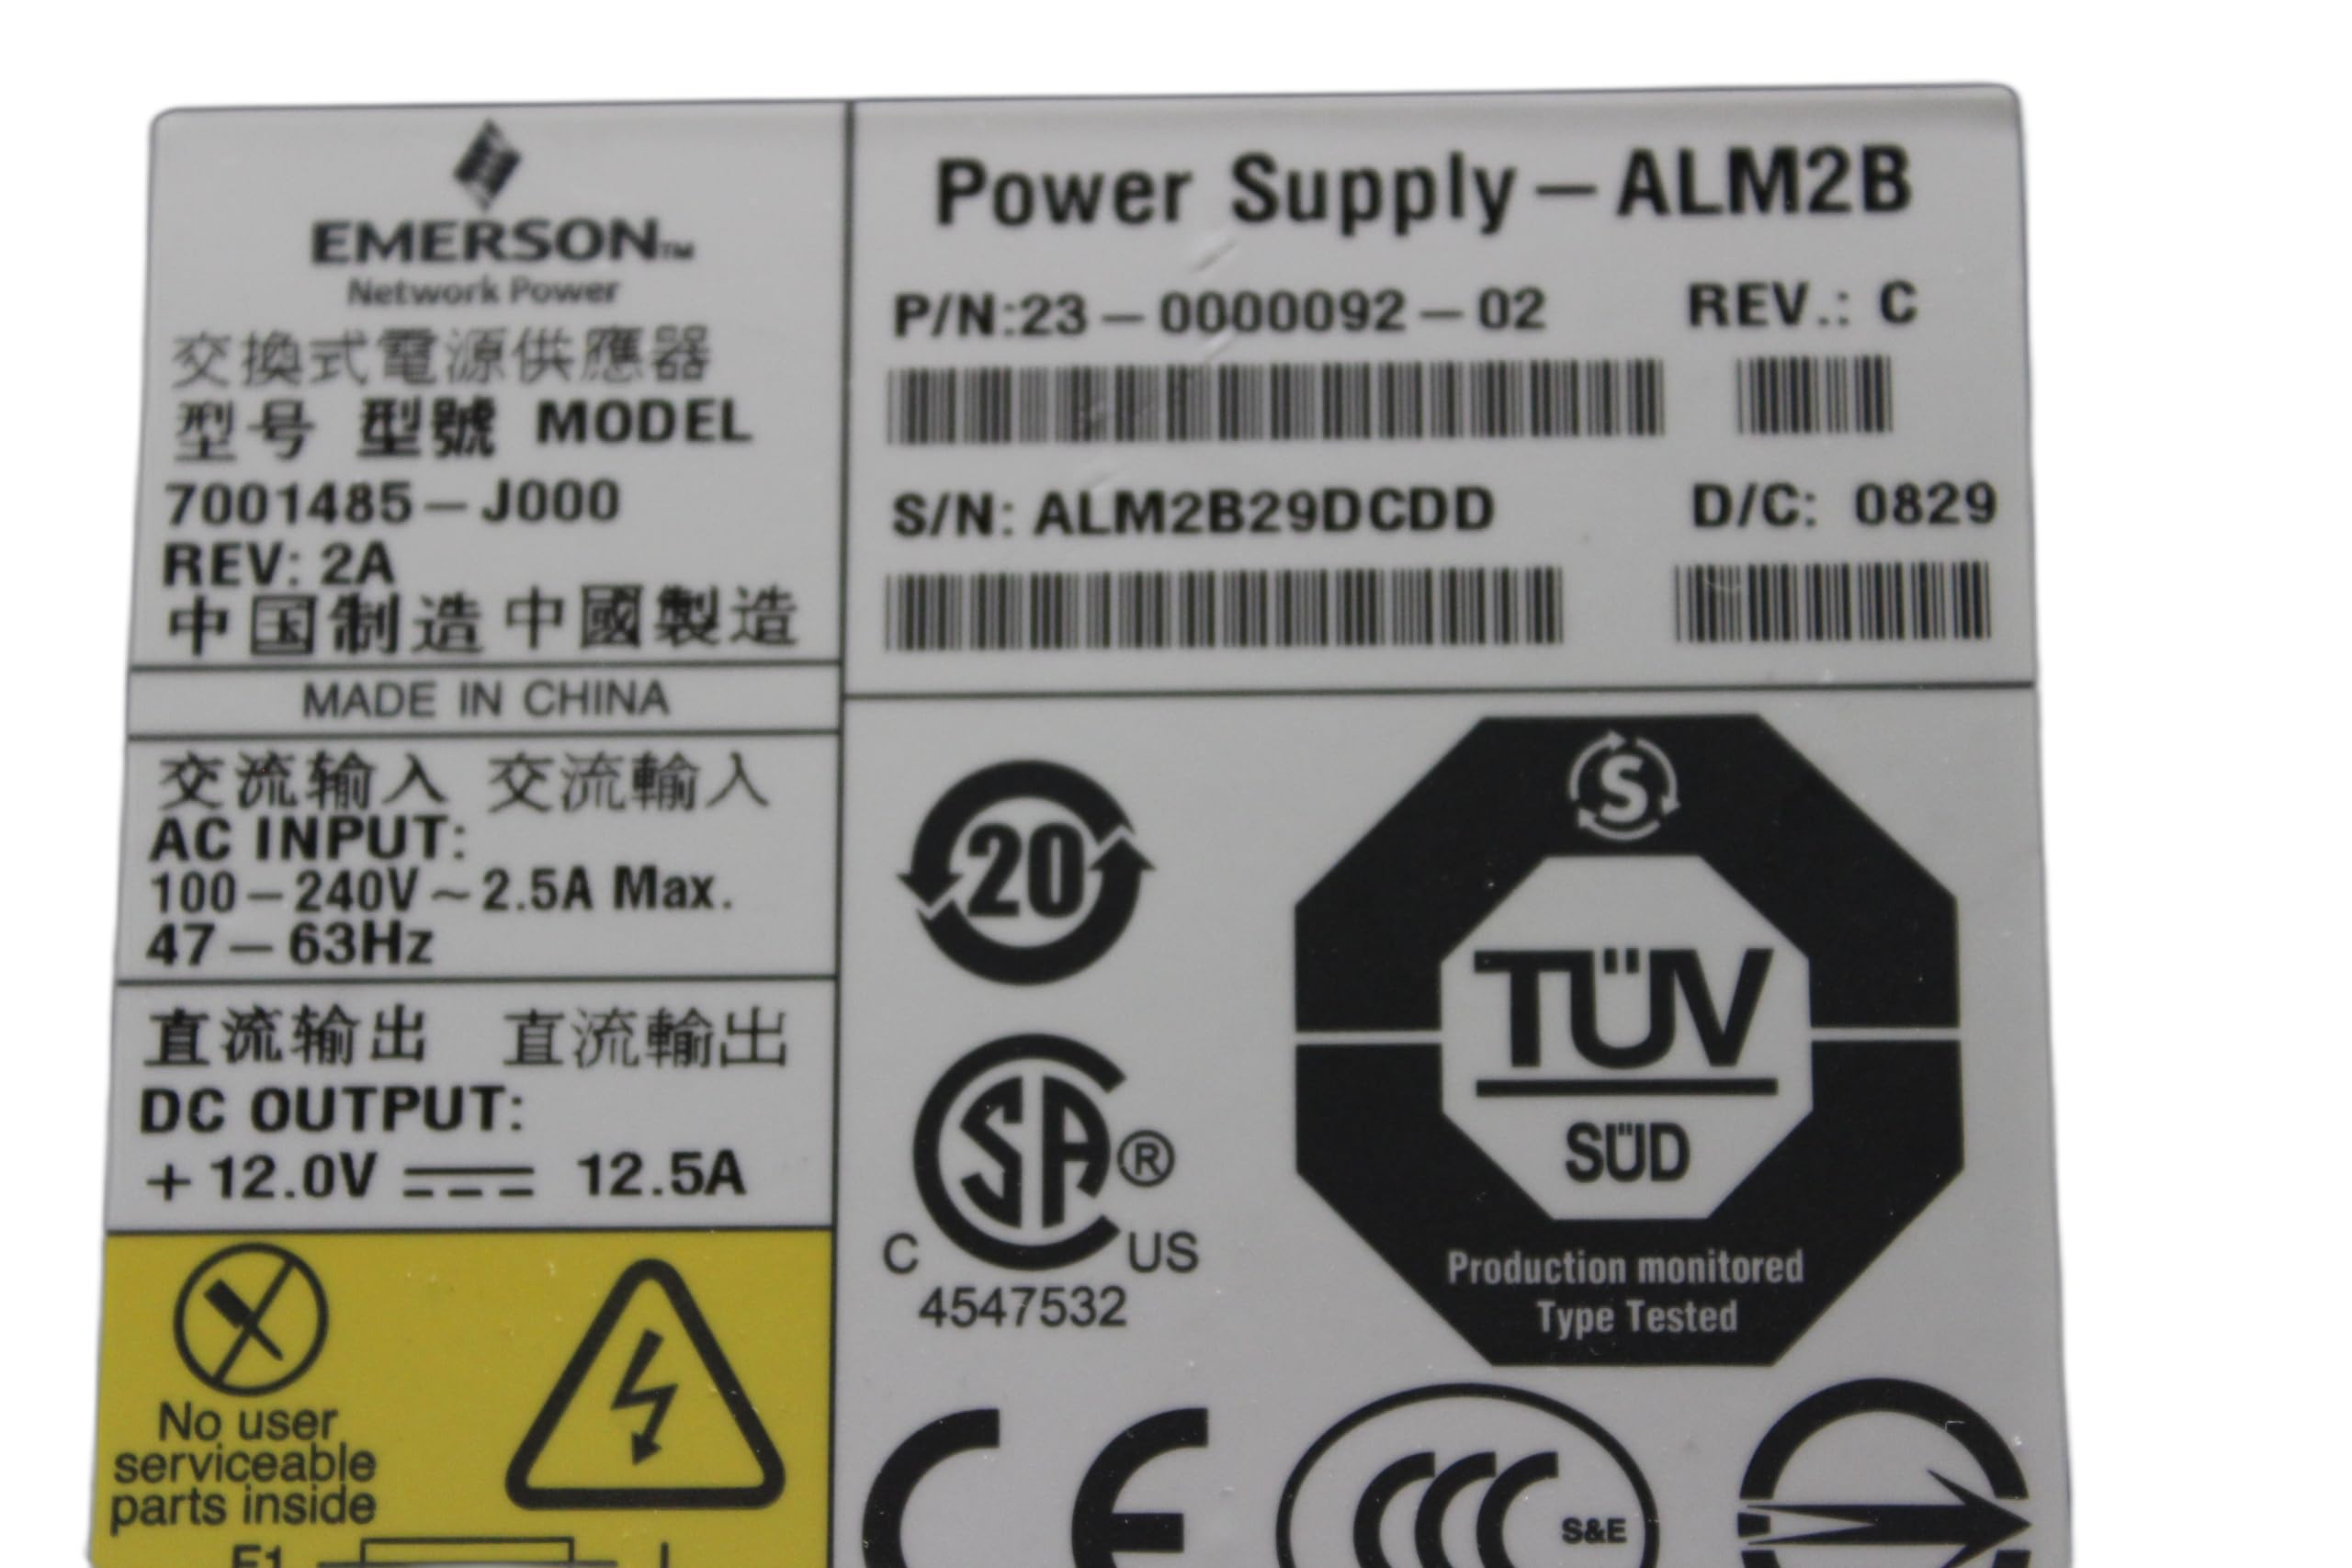 EMERSON™
Network Power
交換式電源供應器
型号 型號 MODEL
7001485-J000
REV: 2A
中国制造 中國製造
MADE IN CHINA
交流输入 交流輸入
AC INPUT:
100-240V~2.5A Max.
47-63Hz
直流输出 直流輸出
DC OUTPUT:
+12.0V ⎓ 12.5A
No user
serviceable
parts inside
F1 L
Power Supply-ALM2B
P/N:23-0000092-02 REV.: C
S/N: ALM2B29DCDD D/C: 0829
20
S
TÜV
SÜD
Production monitored
Type Tested
SA®
C US
4547532
CE
CCC S&E